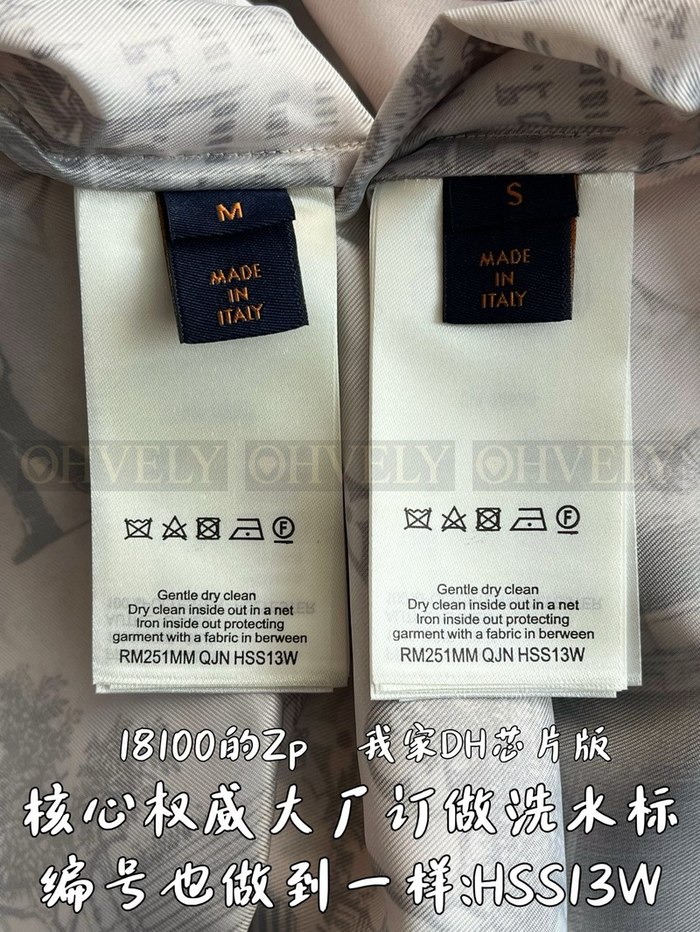 M
MADE
IN
ITALY
S
MADE
IN
ITALY
OHVELY OHVELY OHVELY
Gentle dry clean
Dry clean inside out in a net
Iron inside out protecting
garment with a fabric in berween
RM251MM QJN HSS13W
Gentle dry clean
Dry clean inside out in a net
Iron inside out protecting
garment with a fabric in berween
RM251MM QJN HSS13W
18100的Zp 我家DH芯片版
核心权威大厂订做洗水标
编号也做到一样:HSS13W